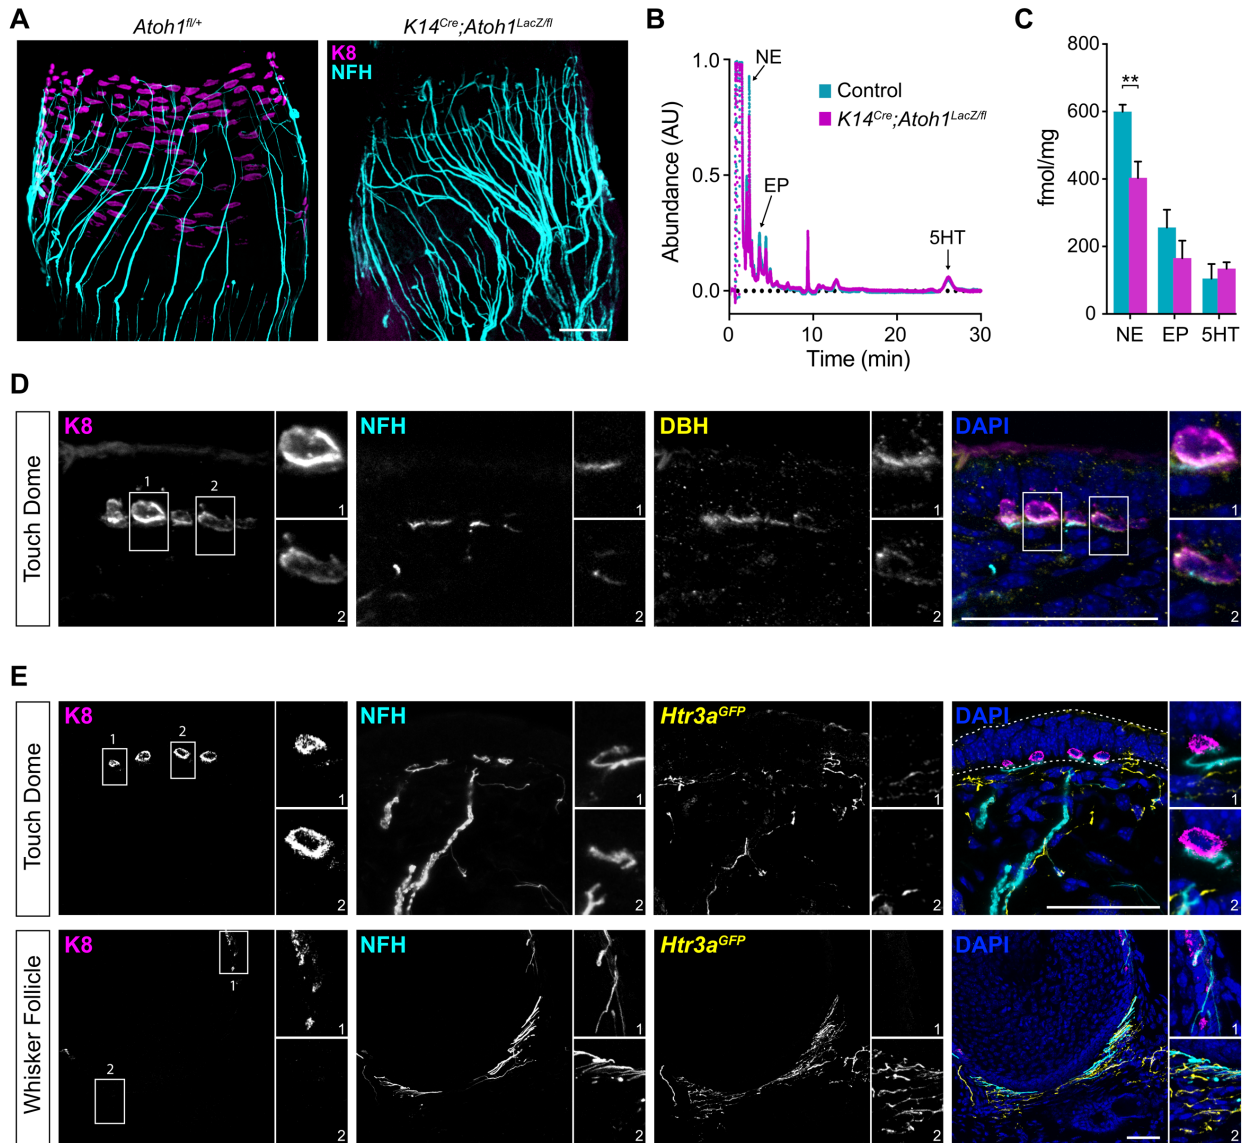 A
Atoh1fl/+
K14Cre;Atoh1LacZ/fl
K8
NFH
B
1.0
0.5
0.0
Abundance (AU)
NE
EP
5HT
Control
K14Cre;Atoh1LacZ/fl
0
10
20
30
Time (min)
C
800
600
400
200
0
fmol/mg
**
NE
EP
5HT
D
Touch Dome
K8
1
2
1
2
NFH
1
2
DBH
1
2
DAPI
1
2
E
Touch Dome
K8
1
2
1
2
NFH
1
2
Htr3aGFP
1
2
DAPI
1
2
Whisker Follicle
K8
1
2
1
2
NFH
1
2
Htr3aGFP
1
2
DAPI
1
2